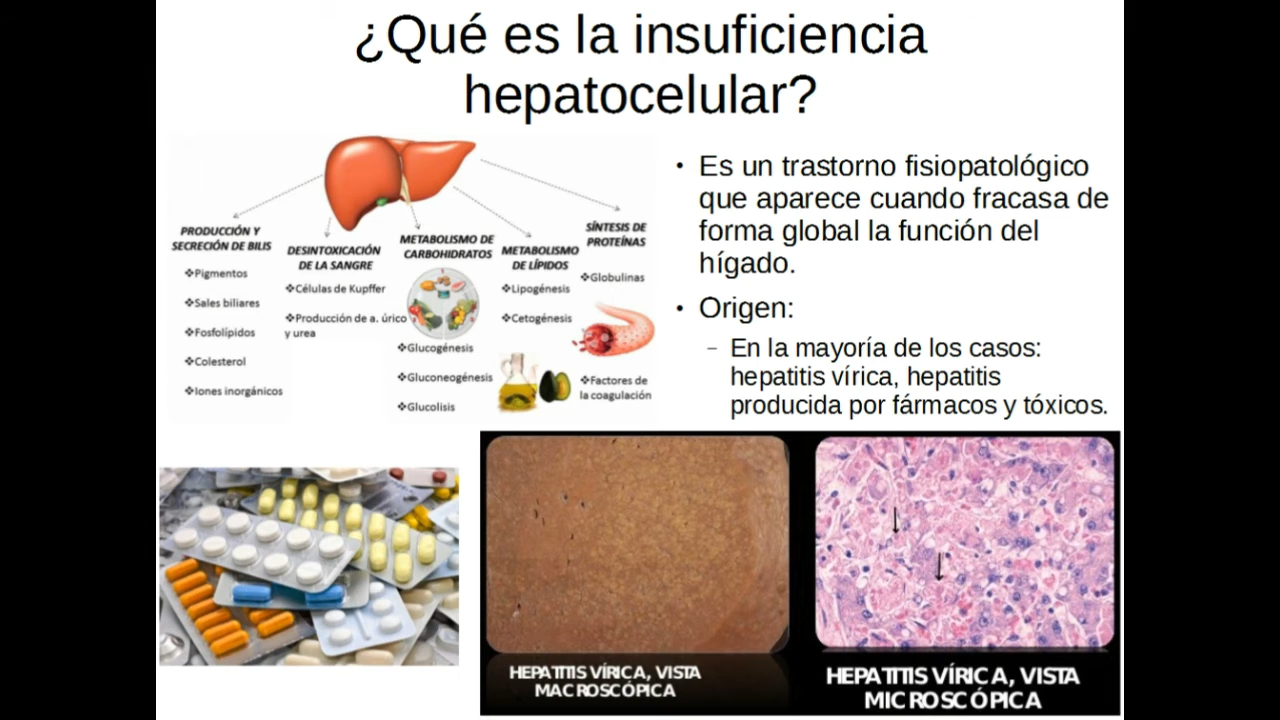 ¿Qué es la insuficiencia
hepatocelular?
PRODUCCIÓN Y
SECRECIÓN DE BILIS
❖Pigmentos
❖Sales biliares
❖Fosfolípidos
❖Colesterol
❖Iones inorgánicos
DESINTOXICACIÓN
DE LA SANGRE
❖Células de Kupffer
❖Producción de a. úrico
y urea
METABOLISMO DE
CARBOHIDRATOS
❖Glucogénesis
❖Gluconeogénesis
❖Glucolisis
METABOLISMO
DE LÍPIDOS
❖Lipogénesis
❖Cetogénesis
SÍNTESIS DE
PROTEÍNAS
❖Globulinas
❖Factores de
la coagulación
• Es un trastorno fisiopatológico
que aparece cuando fracasa de
forma global la función del
hígado.
• Origen:
– En la mayoría de los casos:
hepatitis vírica, hepatitis
producida por fármacos y tóxicos.
HEPATITIS VÍRICA, VISTA
MACROSCÓPICA
HEPATITIS VÍRICA, VISTA
MICROSCÓPICA